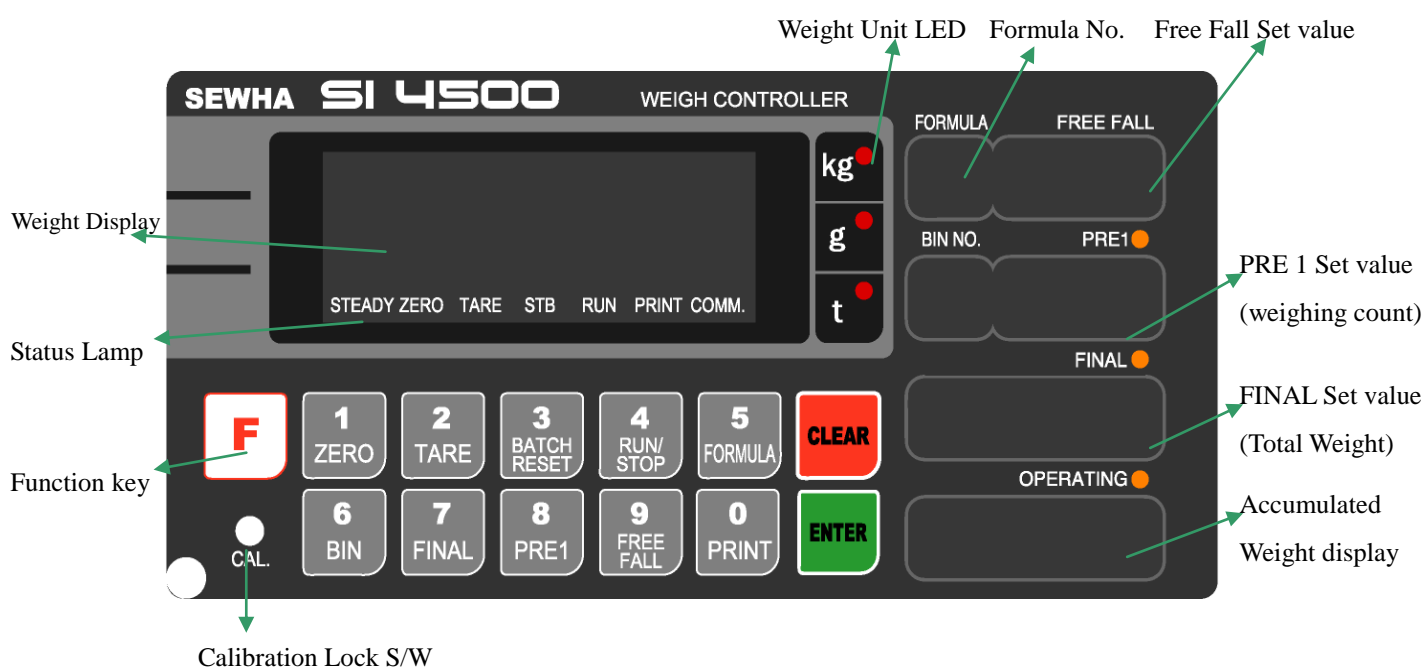 Weight Unit LED Formula No. Free Fall Set value
SEWHA SI 4500 WEIGH CONTROLLER
FORMULA FREE FALL
kg
Weight Display
g
BIN NO. PRE1
PRE 1 Set value
(weighing count)
STEADY ZERO TARE STB RUN PRINT COMM.
t
Status Lamp
FINAL
FINAL Set value
(Total Weight)
F
1 ZERO
2 TARE
3 BATCH RESET
4 RUN/ STOP
5 FORMULA
CLEAR
Function key
OPERATING
Accumulated
Weight display
6 BIN
7 FINAL
8 PRE1
9 FREE FALL
0 PRINT
ENTER
CAL.
Calibration Lock S/W